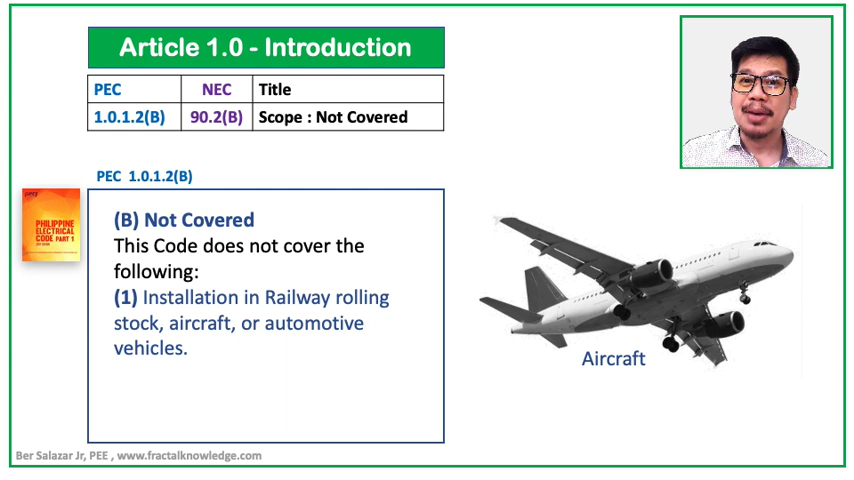 Article 1.0 - Introduction
PEC NEC Title
1.0.1.2(B) 90.2(B) Scope : Not Covered
PEC 1.0.1.2(B)
PHILIPPINE
ELECTRICAL
CODE PART 1
(B) Not Covered
This Code does not cover the
following:
(1) Installation in Railway rolling
stock, aircraft, or automotive
vehicles.
Aircraft
Ber Salazar Jr, PEE , www.fractalknowledge.com